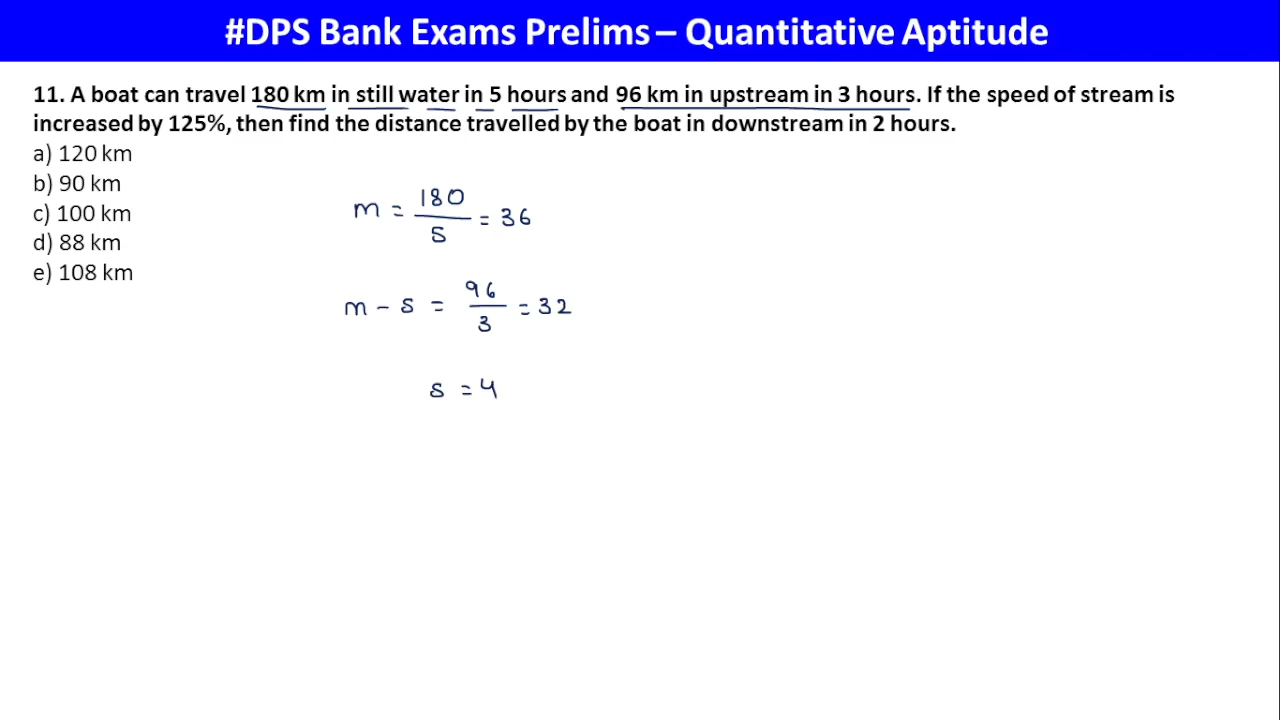 #DPS Bank Exams Prelims – Quantitative Aptitude
11. A boat can travel 180 km in still water in 5 hours and 96 km in upstream in 3 hours. If the speed of stream is
increased by 125%, then find the distance travelled by the boat in downstream in 2 hours.
a) 120 km
b) 90 km
c) 100 km
d) 88 km
e) 108 km
m = 180/5 = 36
m - s = 96/3 = 32
s = 4